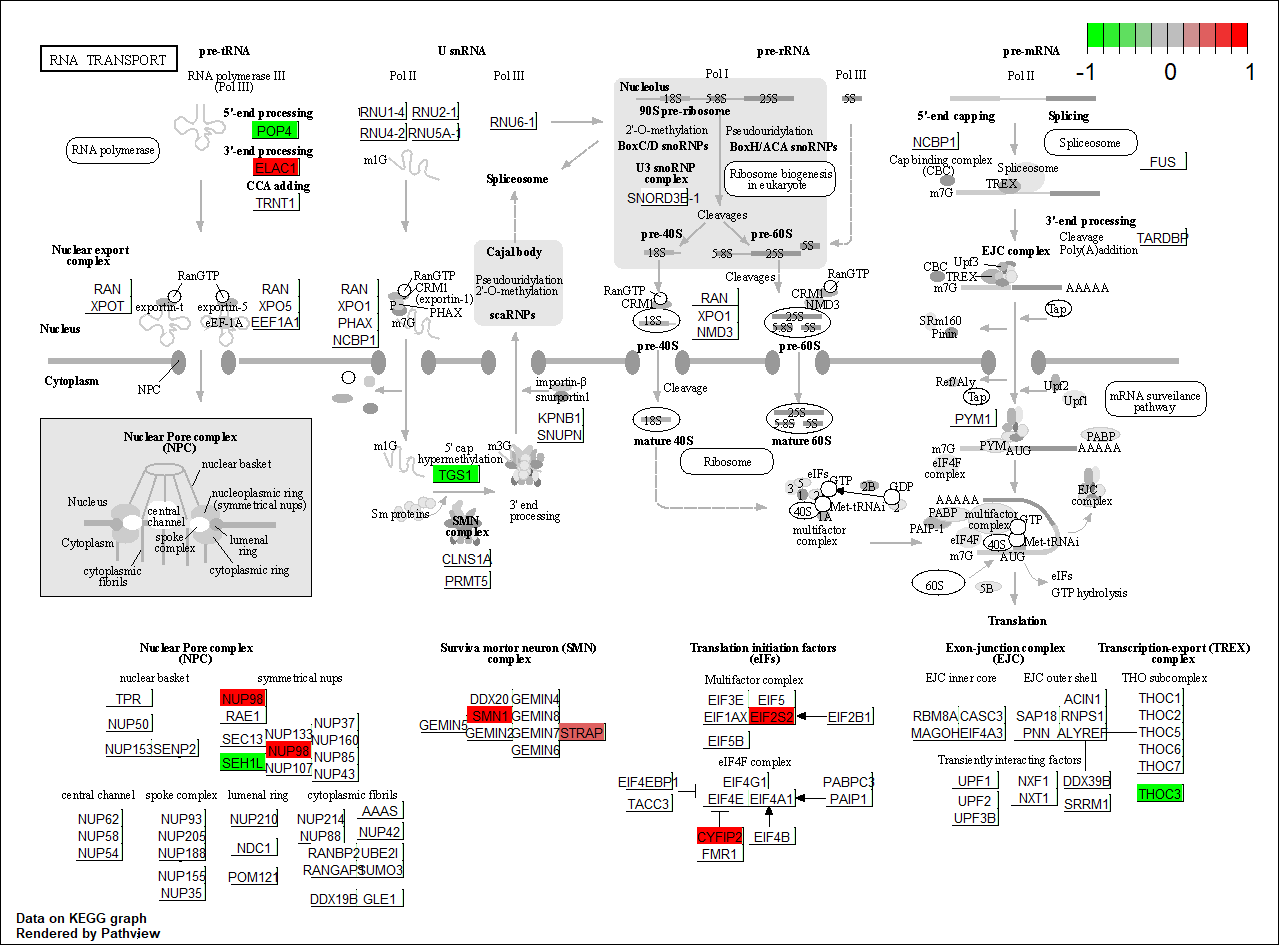 RNA TRANSPORT
-1 0 1
pre-tRNA
RNA polymerase III
(Pol III)
5'-end processing
POP4
3'-end processing
ELAC1
CCA adding
TRNT1
RNA polymerase
Nuclear export
complex
RAN
XPOT
RanGTP
exportin-t
exportin-5
eEF-1A
RAN
XPO5
EEF1A1
Nucleus
Cytoplasm
NPC
U snRNA
Pol II
Pol III
RNU1-4
RNU2-1
RNU4-2
RNU5A-1
RNU6-1
m1G
Spliceosome
Cajal body
Pseudouridylation
2'-O-methylation
scaRNPs
RAN
XPO1
PHAX
NCBP1
RanGTP
CRM1
(exportin-1)
P
PHAX
m7G
importin-β
snurportin1
KPNB1
SNUPN
m1G
5' cap
hypermethylation
TGS1
m3G
3' end
processing
Sm proteins
SMN
complex
CLNS1A
PRMT5
pre-rRNA
Pol I
Pol III
Nucleolus
18S 5.8S 25S
5S
90S pre-ribosome
2'-O-methylation
BoxC/D snoRNPs
Pseudouridylation
BoxH/ACA snoRNPs
U3 snoRNP
complex
SNORD3B-1
Ribosome biogenesis
in eukaryote
Cleavages
pre-40S
pre-60S
18S
5.8S 25S 5S
Cleavages
RanGTP
CRM1
18S
RAN
XPO1
NMD3
RanGTP
CRM1
NMD3
25S
5.8S 5S
pre-40S
pre-60S
Cleavage
18S
25S
5.8S 5S
mature 40S
mature 60S
Ribosome
eIFs
3 5
1
GTP
2B
GDP
Met-tRNAi
40S
1A
multifactor
complex
pre-mRNA
Pol II
5'-end capping
Splicing
NCBP1
Cap binding complex
(CBC)
Spliceosome
Spliceosome
TREX
m7G
FUS
3'-end processing
Cleavage
Poly(A)addition
TARDBP
EJC complex
CBC
Upf3
TREX
m7G
AAAAA
Tap
SRm160
Pinin
Ref/Aly
Tap
Upf2
Upf1
mRNA surveilance
pathway
PYM1
m7G
PYM
AUG
PABP
AAAAA
eIF4F
complex
EJC
complex
AAAAA
PABP
PAIP-1
multifactor
complex
GTP
eIF4F
40S
Met-tRNAi
m7G
AUG
60S
5B
eIFs
GTP hydrolysis
Translation
Nuclear Pore complex
(NPC)
nuclear basket
Nucleus
nucleoplasmic ring
(symmetrical nups)
central
channel
spoke
complex
Cytoplasm
lumenal
ring
cytoplasmic
fibrils
cytoplasmic ring
Nuclear Pore complex
(NPC)
nuclear basket
symmetrical nups
TPR
NUP50
NUP153
SENP2
NUP98
RAE1
SEC13
SEH1L
NUP133
NUP98
NUP107
NUP37
NUP160
NUP85
NUP43
central channel
spoke complex
lumenal ring
cytoplasmic fibrils
NUP62
NUP58
NUP54
NUP93
NUP205
NUP188
NUP155
NUP35
NUP210
NDC1
POM121
NUP214
NUP88
AAAS
NUP42
RANBP2
UBE2I
RANGAP1
SUMO3
DDX19B
GLE1
Surviva mortor neuron (SMN)
complex
DDX20
GEMIN4
SMN1
GEMIN8
GEMIN5
GEMIN2
GEMIN7
STRAP
GEMIN6
Translation initiation factors
(eIFs)
Multifactor complex
EIF3E
EIF5
EIF1AX
EIF2S2
EIF2B1
EIF5B
eIF4F complex
EIF4EBP1
EIF4G1
PABPC3
TACC3
EIF4E
EIF4A1
PAIP1
CYFIP2
EIF4B
FMR1
Exon-junction complex
(EJC)
EJC inner core
EJC outer shell
ACIN1
RBM8A
CASC3
SAP18
RNPS1
MAGOH
EIF4A3
PNN
ALYREF
Transiently interacting factors
UPF1
UPF2
UPF3B
NXF1
NXT1
DDX39B
SRRM1
Transcription-export (TREX)
complex
THO subcomplex
THOC1
THOC2
THOC5
THOC6
THOC7
THOC3
Data on KEGG graph
Rendered by Pathview